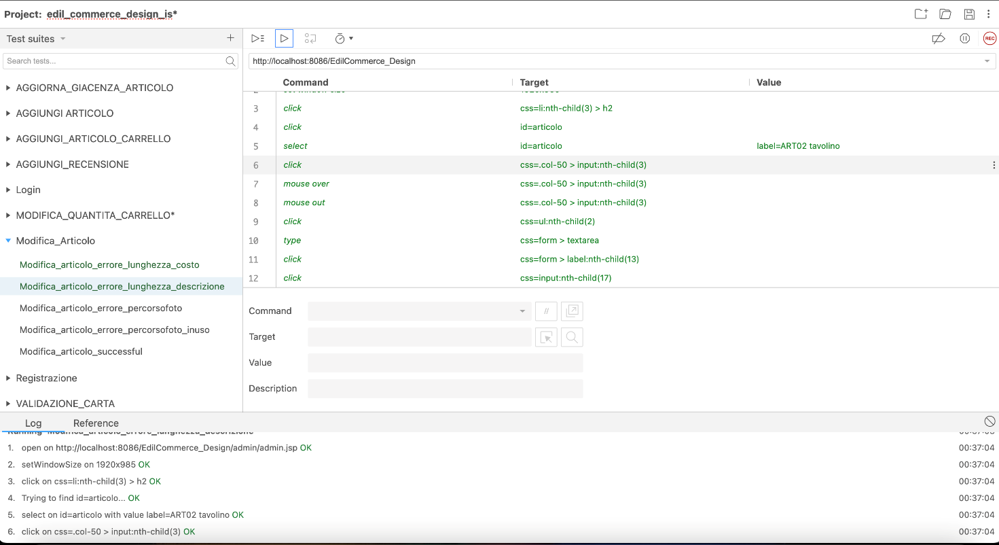 Project: edil_commerce_design_is*
Test suites
Search tests...
AGGIORNA_GIACENZA_ARTICOLO
AGGIUNGI ARTICOLO
AGGIUNGI_ARTICOLO_CARRELLO
AGGIUNGI_RECENSIONE
Login
MODIFICA_QUANTITA_CARRELLO*
Modifica_Articolo
Modifica_articolo_errore_lunghezza_costo
Modifica_articolo_errore_lunghezza_descrizione
Modifica_articolo_errore_percorsofoto
Modifica_articolo_errore_percorsofoto_inuso
Modifica_articolo_successful
Registrazione
VALIDAZIONE_CARTA
REC
http://localhost:8086/EdilCommerce_Design
Command Target Value
3 click css=li:nth-child(3) > h2
4 click id=articolo
5 select id=articolo label=ART02 tavolino
6 click css=.col-50 > input:nth-child(3)
7 mouse over css=.col-50 > input:nth-child(3)
8 mouse out css=.col-50 > input:nth-child(3)
9 click css=ul:nth-child(2)
10 type css=form > textarea
11 click css=form > label:nth-child(13)
12 click css=input:nth-child(17)
Command //
Target
Value
Description
Log Reference
1. open on http://localhost:8086/EdilCommerce_Design/admin/admin.jsp OK 00:37:04
2. setWindowSize on 1920x985 OK 00:37:04
3. click on css=li:nth-child(3) > h2 OK 00:37:04
4. Trying to find id=articolo... OK 00:37:04
5. select on id=articolo with value label=ART02 tavolino OK 00:37:04
6. click on css=.col-50 > input:nth-child(3) OK 00:37:04